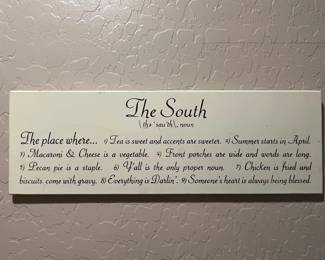 The South
\ the 'south\, noun
The place where... 1) Tea is sweet and accents are sweeter. 2) Summer starts in April.
3) Macaroni & Cheese is a vegetable. 4) Front porches are wide and words are long.
5) Pecan pie is a staple. 6) Y'all is the only proper noun. 7) Chicken is fried and
biscuits come with gravy. 8) Everything is Darlin'. 9) Someone's heart is always being blessed.